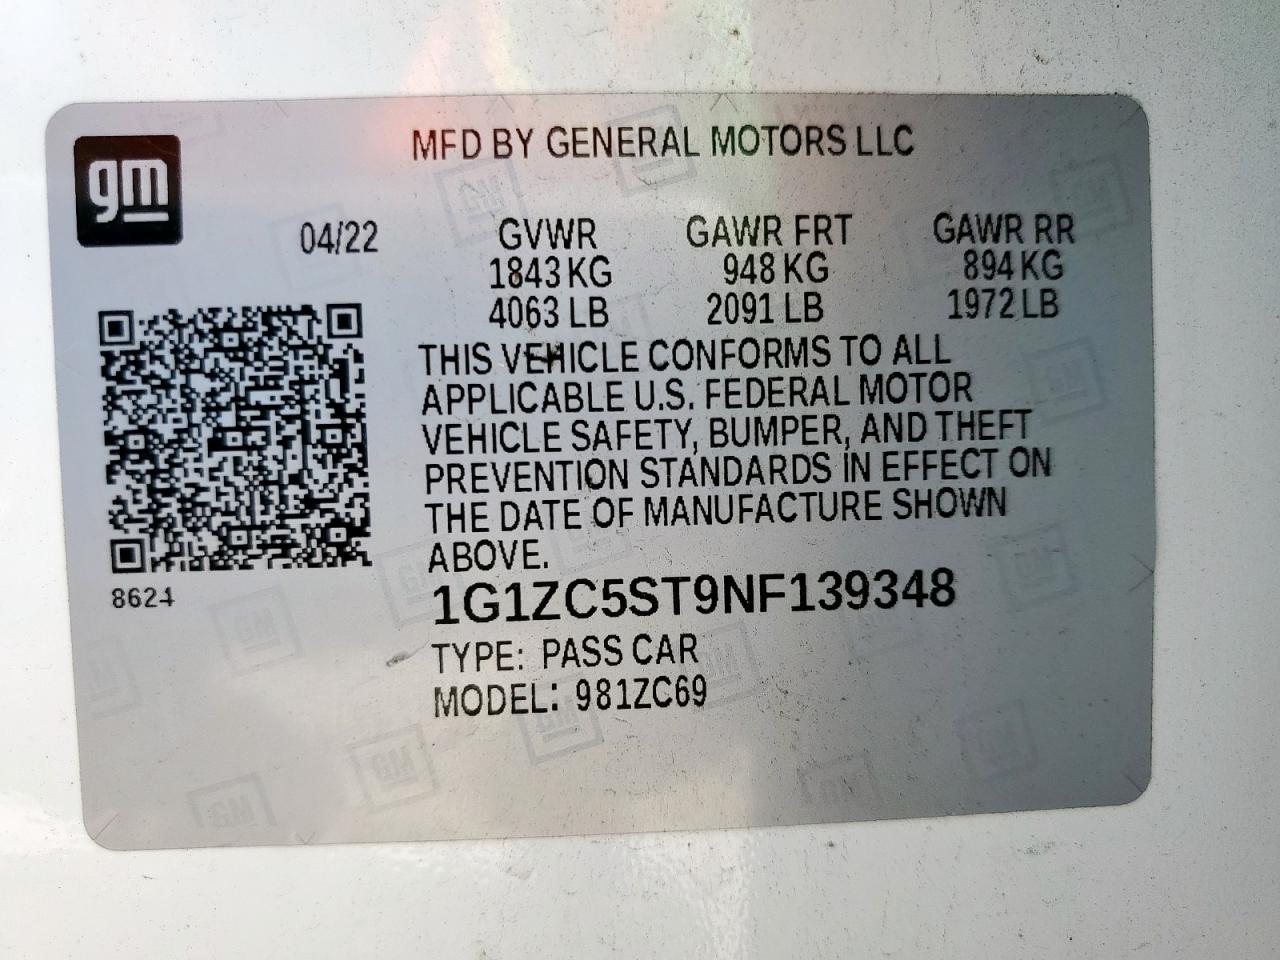 MFD BY GENERAL MOTORS LLC
gm
04/22
GVWR GAWR FRT GAWR RR
1843 KG 948 KG 894 KG
4063 LB 2091 LB 1972 LB
THIS VEHICLE CONFORMS TO ALL
APPLICABLE U.S. FEDERAL MOTOR
VEHICLE SAFETY, BUMPER, AND THEFT
PREVENTION STANDARDS IN EFFECT ON
THE DATE OF MANUFACTURE SHOWN
ABOVE.
8624
1G1ZC5ST9NF139348
TYPE: PASS CAR
MODEL: 981ZC69